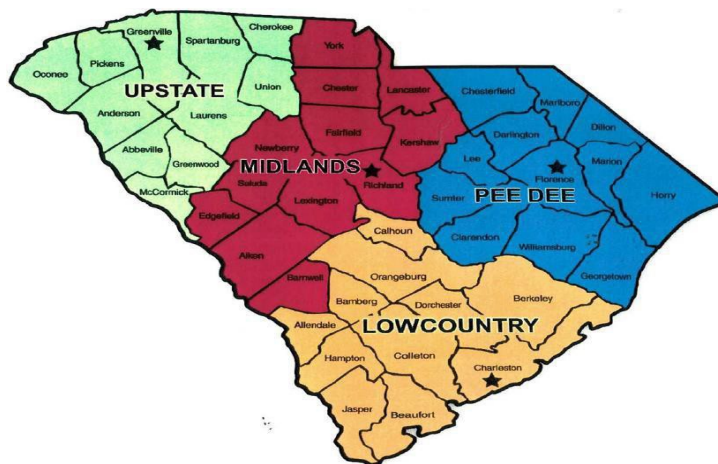 Cherokee
Greenville
Spartanburg
York
Pickens
Oconee
UPSTATE
Union
Chester
Lancaster
Chesterfield
Marlboro
Anderson
Laurens
Dillon
Fairfield
Kershaw
Darlington
Abbeville
Newberry
Greenwood
MIDLANDS
Lee
Florence
Marion
McCormick
Saluda
Richland
Horry
Edgefield
Lexington
Sumter
PEE DEE
Calhoun
Clarendon
Williamsburg
Aiken
Orangeburg
Georgetown
Barnwell
Bamberg
Dorchester
Berkeley
Allendale
LOWCOUNTRY
Hampton
Colleton
Charleston
Jasper
Beaufort